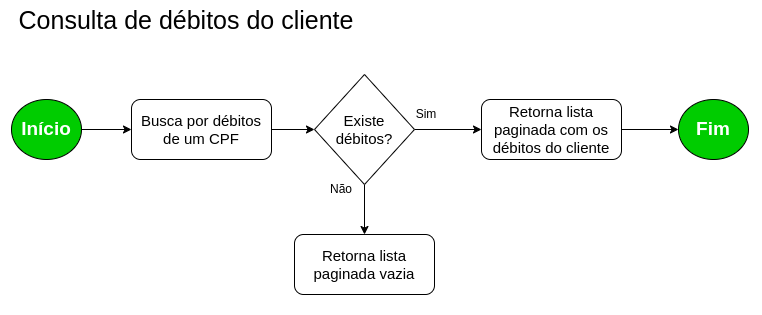 Consulta de débitos do cliente
Início
Busca por débitos
de um CPF
Existe
débitos?
Sim
Retorna lista
paginada com os
débitos do cliente
Fim
Não
Retorna lista
paginada vazia